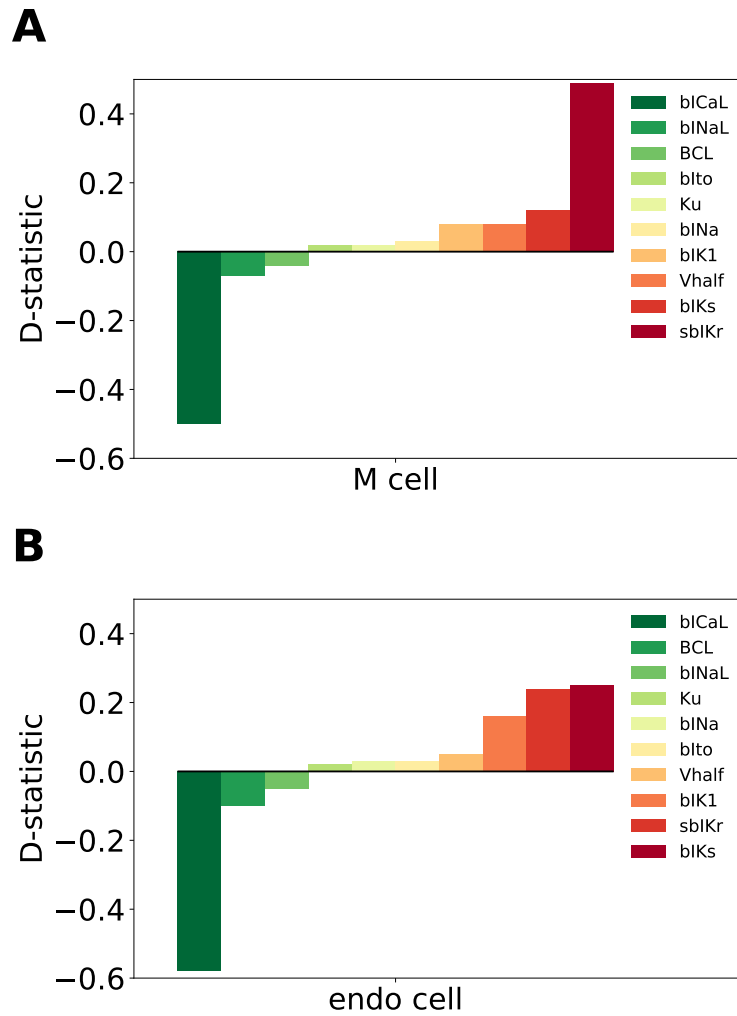 A
D-statistic
0.4
0.2
0.0
−0.2
−0.4
−0.6
M cell
bICaL
bINaL
BCL
bIto
Ku
bINa
bIK1
Vhalf
bIKs
sbIKr
B
D-statistic
0.4
0.2
0.0
−0.2
−0.4
−0.6
endo cell
bICaL
BCL
bINaL
Ku
bINa
bIto
Vhalf
bIK1
sbIKr
bIKs